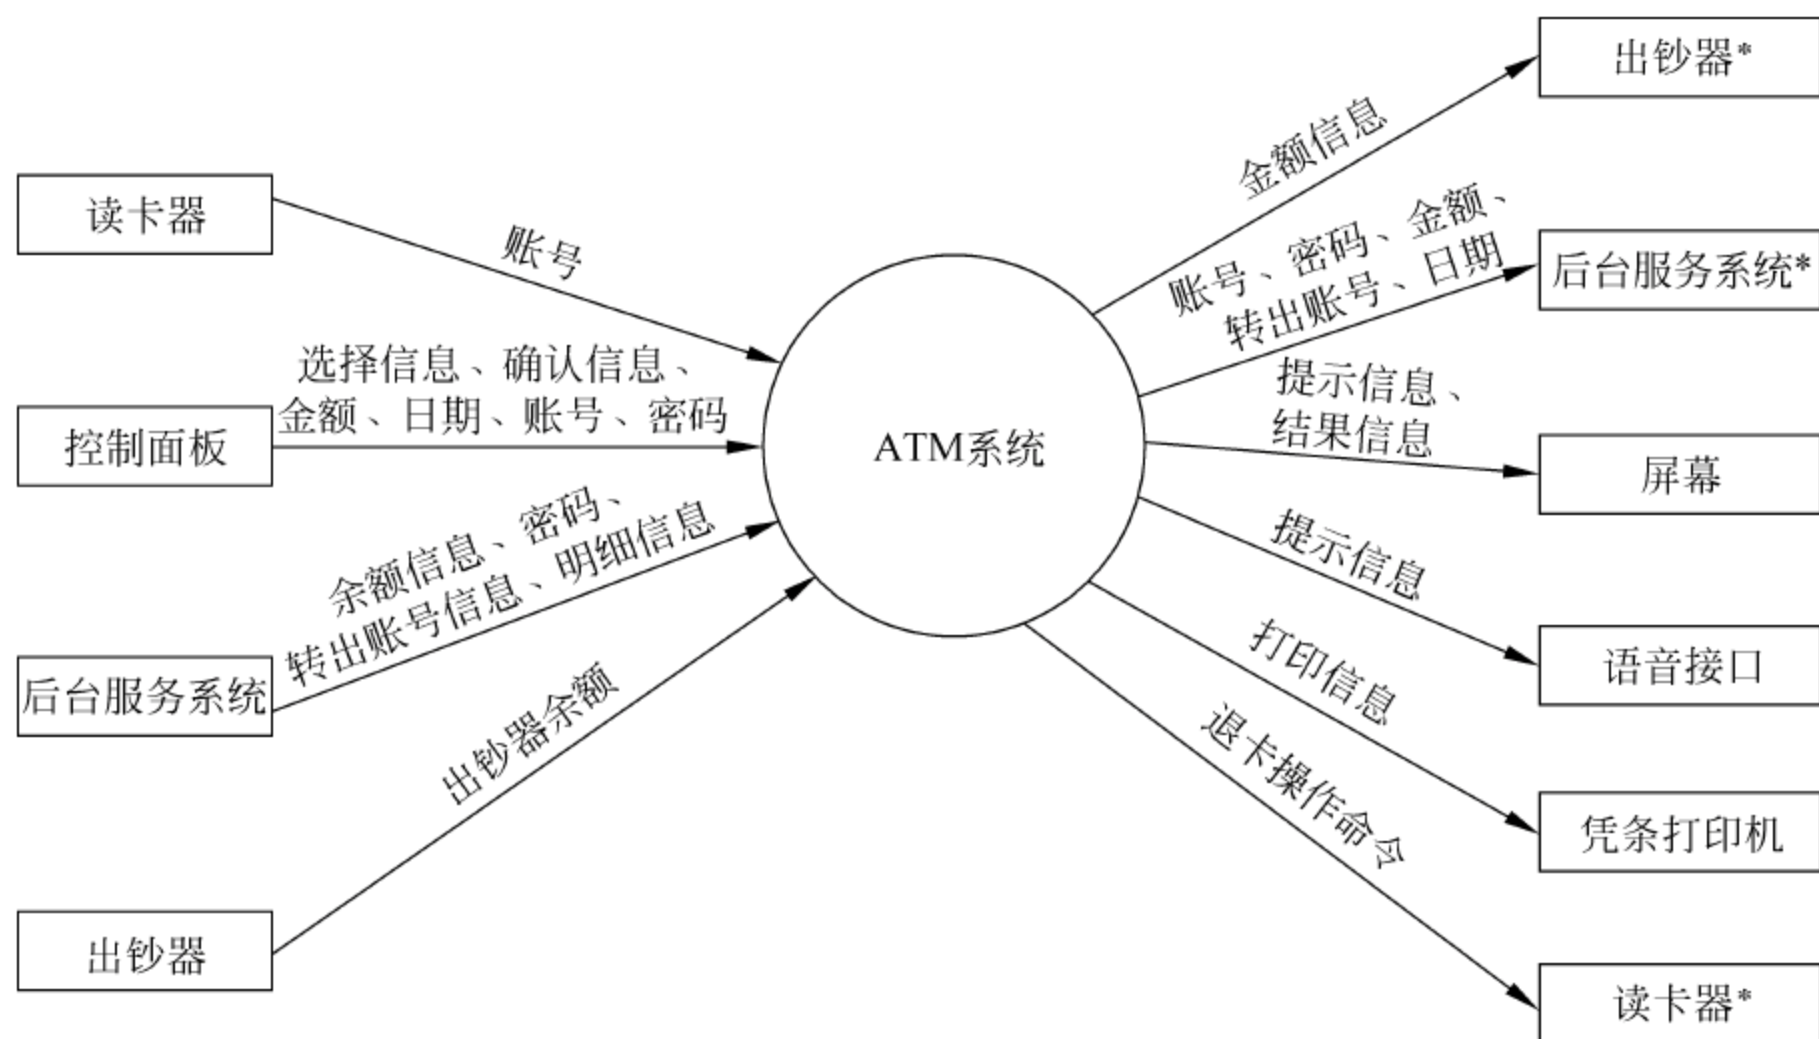 读卡器
控制面板
后台服务系统
出钞器
账号
选择信息、确认信息、
金额、日期、账号、密码
余额信息、密码、
转出账号信息、明细信息
出钞器余额
ATM系统
金额信息
账号、密码、金额、
转出账号、日期
提示信息、
结果信息
提示信息
打印信息
退卡操作命令
出钞器*
后台服务系统*
屏幕
语音接口
凭条打印机
读卡器*